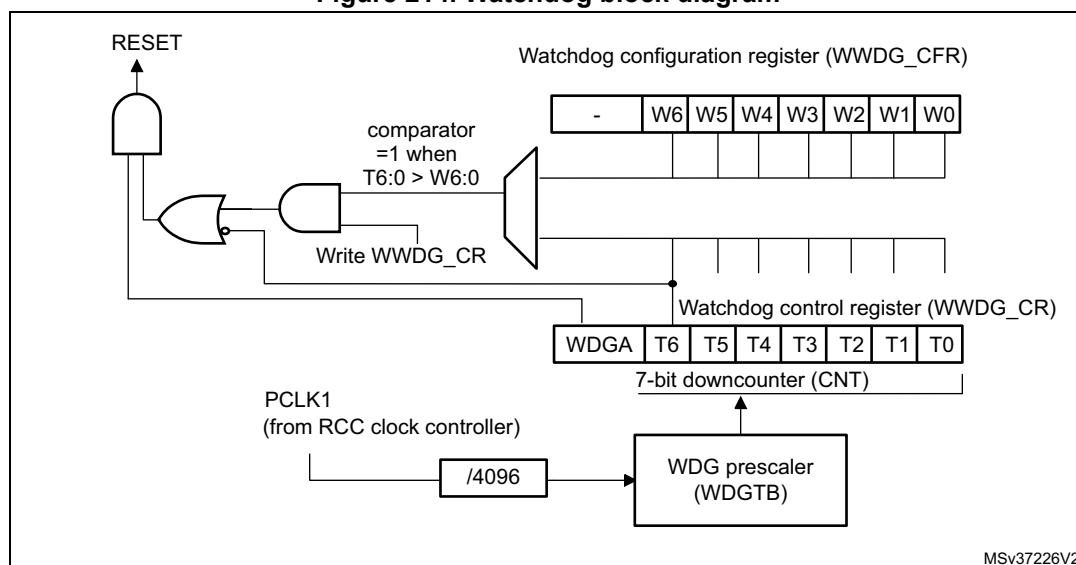 Figure 214. Watchdog block diagram
RESET
Watchdog configuration register (WWDG_CFR)
- W6 W5 W4 W3 W2 W1 W0
comparator
=1 when
T6:0 > W6:0
Write WWDG_CR
Watchdog control register (WWDG_CR)
WDGA T6 T5 T4 T3 T2 T1 T0
7-bit downcounter (CNT)
PCLK1
(from RCC clock controller)
/4096
WDG prescaler
(WDGTB)
MSv37226V2